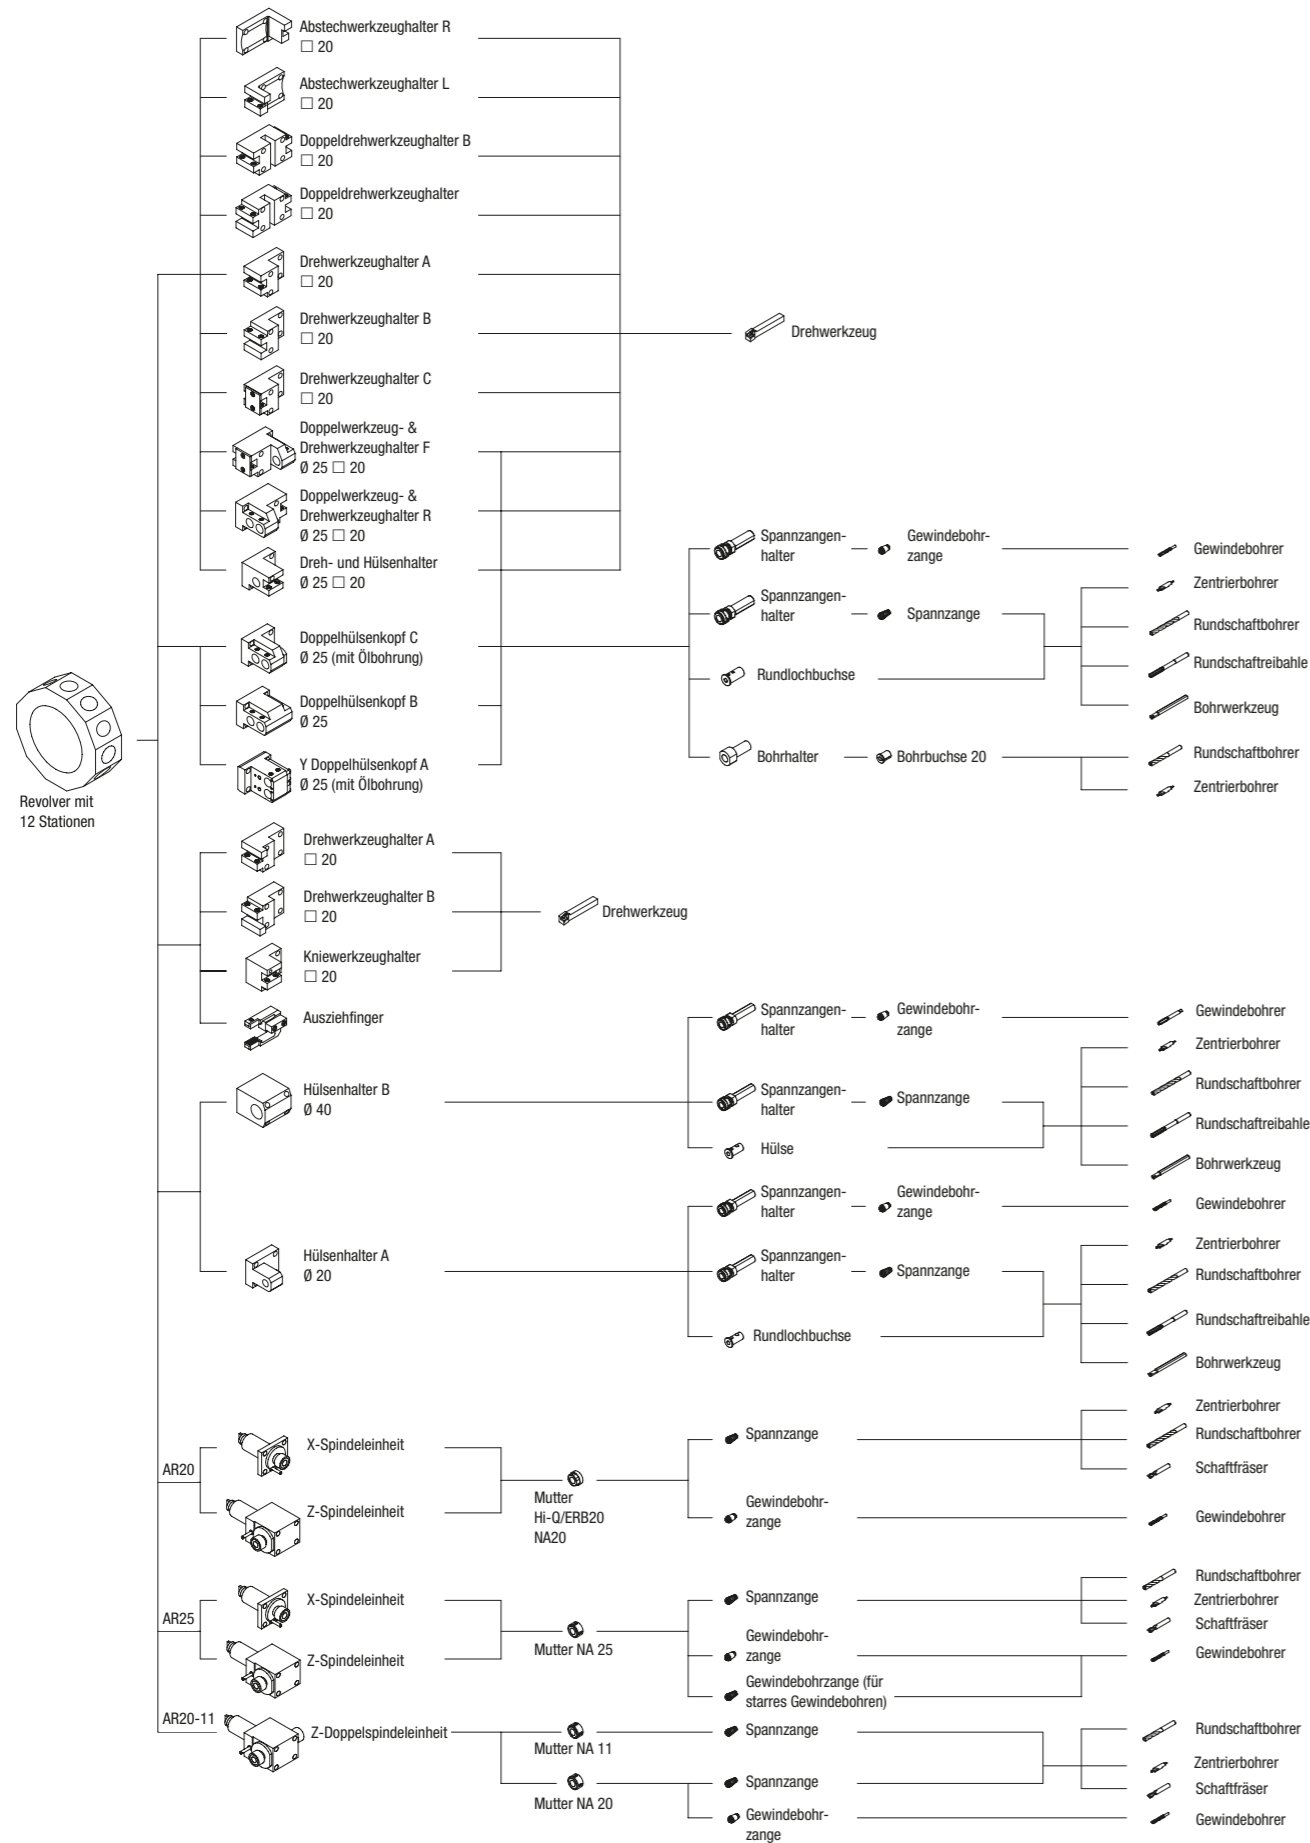 Abstechwerkzeughalter R
□ 20
Abstechwerkzeughalter L
□ 20
Doppeldrehwerkzeughalter B
□ 20
Doppeldrehwerkzeughalter
□ 20
Drehwerkzeughalter A
□ 20
Drehwerkzeughalter B
□ 20
Drehwerkzeughalter C
□ 20
Doppelwerkzeug- &
Drehwerkzeughalter F
Ø 25 □ 20
Doppelwerkzeug- &
Drehwerkzeughalter R
Ø 25 □ 20
Dreh- und Hülsenhalter
Ø 25 □ 20
Drehwerkzeug
Doppelhülsenkopf C
Ø 25 (mit Ölbohrung)
Doppelhülsenkopf B
Ø 25
Y Doppelhülsenkopf A
Ø 25 (mit Ölbohrung)
Spannzangen-
halter
Gewindebohr-
zange
Gewindebohrer
Spannzangen-
halter
Spannzange
Rundlochbuchse
Zentrierbohrer
Rundschaftbohrer
Rundschaftreibahle
Bohrwerkzeug
Bohrhalter
Bohrbuchse 20
Rundschaftbohrer
Zentrierbohrer
Revolver mit
12 Stationen
Drehwerkzeughalter A
□ 20
Drehwerkzeughalter B
□ 20
Kniewerkzeughalter
□ 20
Drehwerkzeug
Ausziehfinger
Hülsenhalter B
Ø 40
Spannzangen-
halter
Gewindebohr-
zange
Gewindebohrer
Spannzangen-
halter
Spannzange
Hülse
Zentrierbohrer
Rundschaftbohrer
Rundschaftreibahle
Bohrwerkzeug
Hülsenhalter A
Ø 20
Spannzangen-
halter
Gewindebohr-
zange
Gewindebohrer
Spannzangen-
halter
Spannzange
Rundlochbuchse
Zentrierbohrer
Rundschaftbohrer
Rundschaftreibahle
Bohrwerkzeug
AR20
X-Spindeleinheit
Z-Spindeleinheit
Mutter
Hi-Q/ERB20
NA20
Spannzange
Zentrierbohrer
Rundschaftbohrer
Schaftfräser
Gewindebohr-
zange
Gewindebohrer
AR25
X-Spindeleinheit
Z-Spindeleinheit
Mutter NA 25
Spannzange
Rundschaftbohrer
Zentrierbohrer
Schaftfräser
Gewindebohr-
zange
Gewindebohrer
Gewindebohrzange (für
starres Gewindebohren)
AR20-11
Z-Doppelspindeleinheit
Mutter NA 11
Spannzange
Mutter NA 20
Spannzange
Rundschaftbohrer
Zentrierbohrer
Schaftfräser
Gewindebohr-
zange
Gewindebohrer